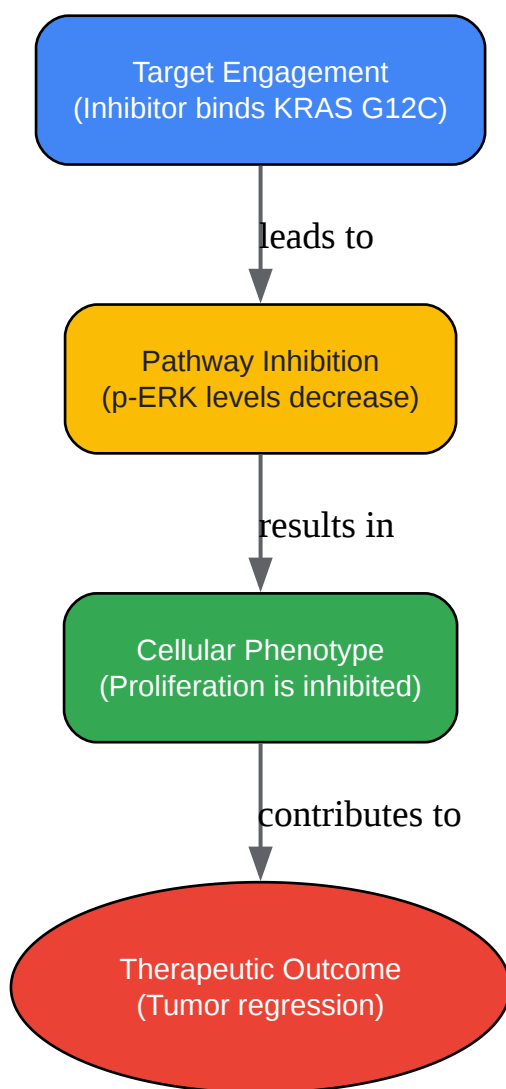 Target Engagement
(Inhibitor binds KRAS G12C)
leads to
Pathway Inhibition
(p-ERK levels decrease)
results in
Cellular Phenotype
(Proliferation is inhibited)
contributes to
Therapeutic Outcome
(Tumor regression)